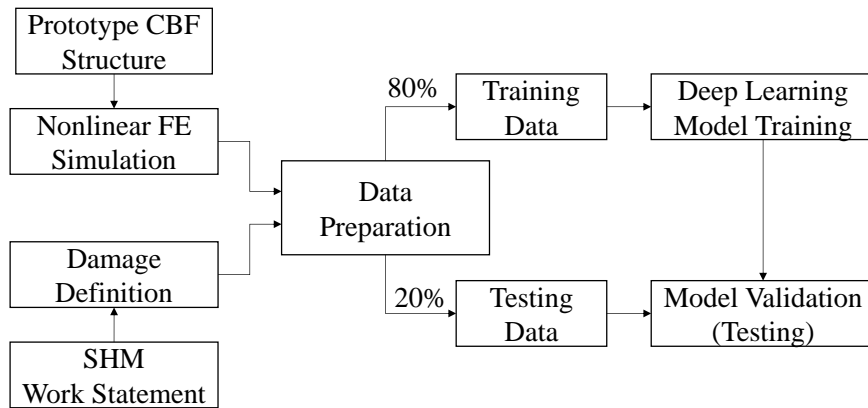 Prototype CBF
Structure
Nonlinear FE
Simulation
Damage
Definition
SHM
Work Statement
Data
Preparation
80%
Training
Data
Deep Learning
Model Training
20%
Testing
Data
Model Validation
(Testing)